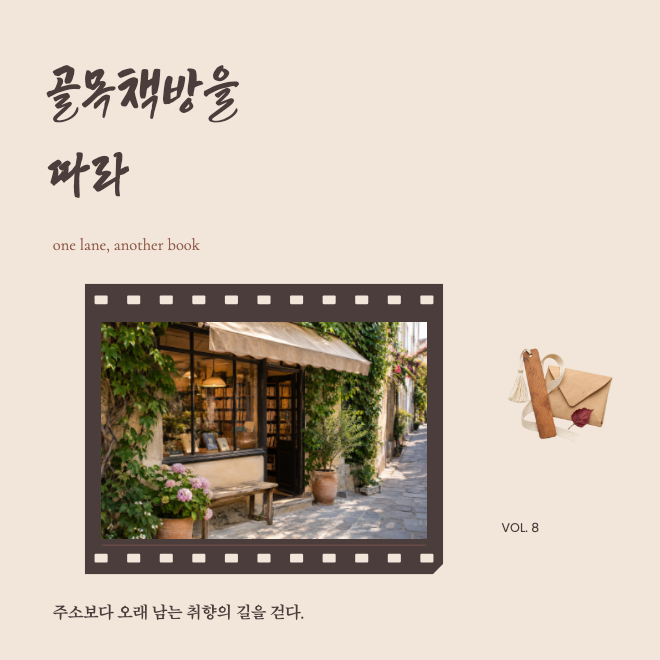 골목책방을
따라
one lane, another book
VOL. 8
주소보다 오래 남는 취향의 길을 걷다.